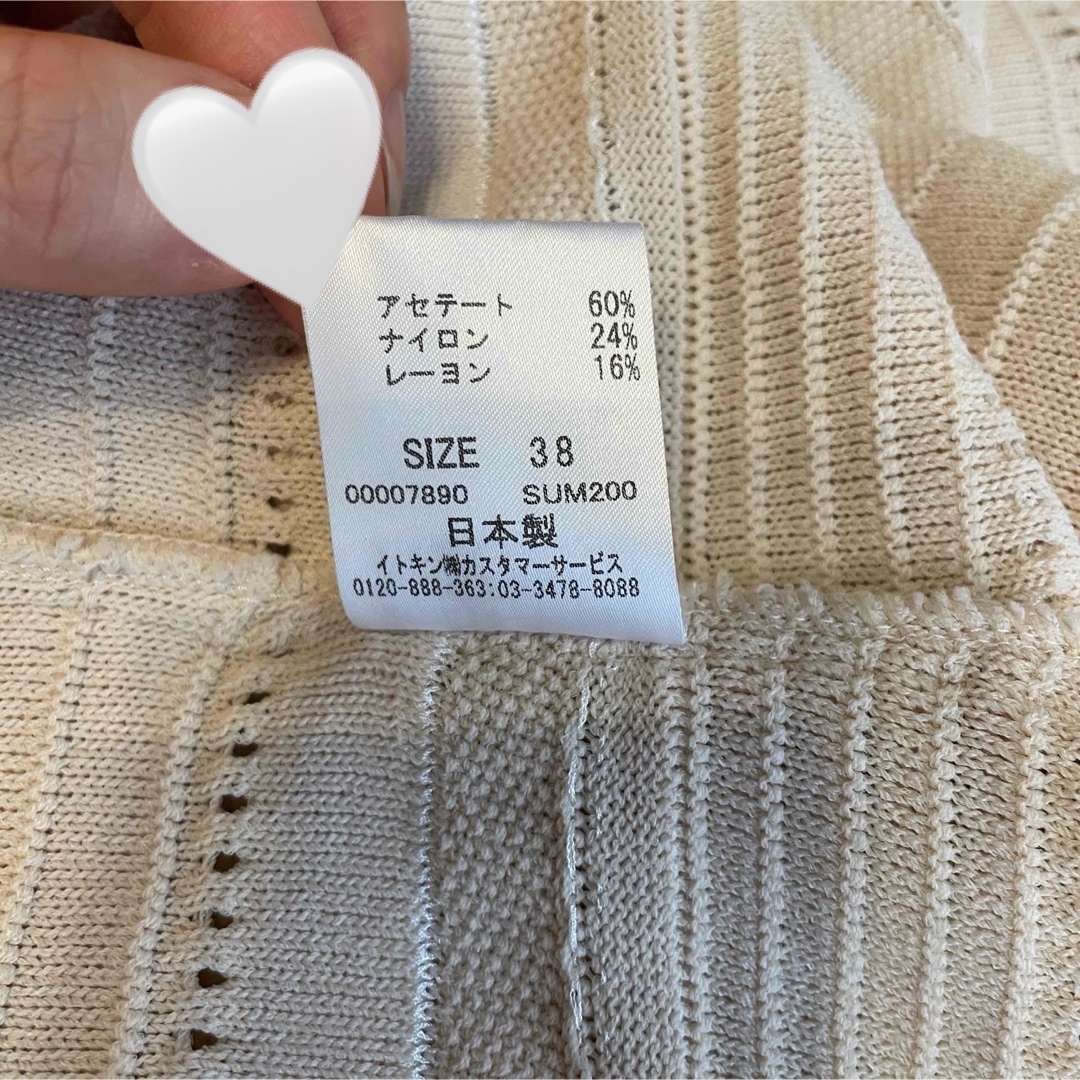 アセテート 60%
ナイロン 24%
レーヨン 16%
SIZE 38
00007890 SUM200
日本製
イトキン㈱カスタマーサービス
0120-888-363:03-3478-8088